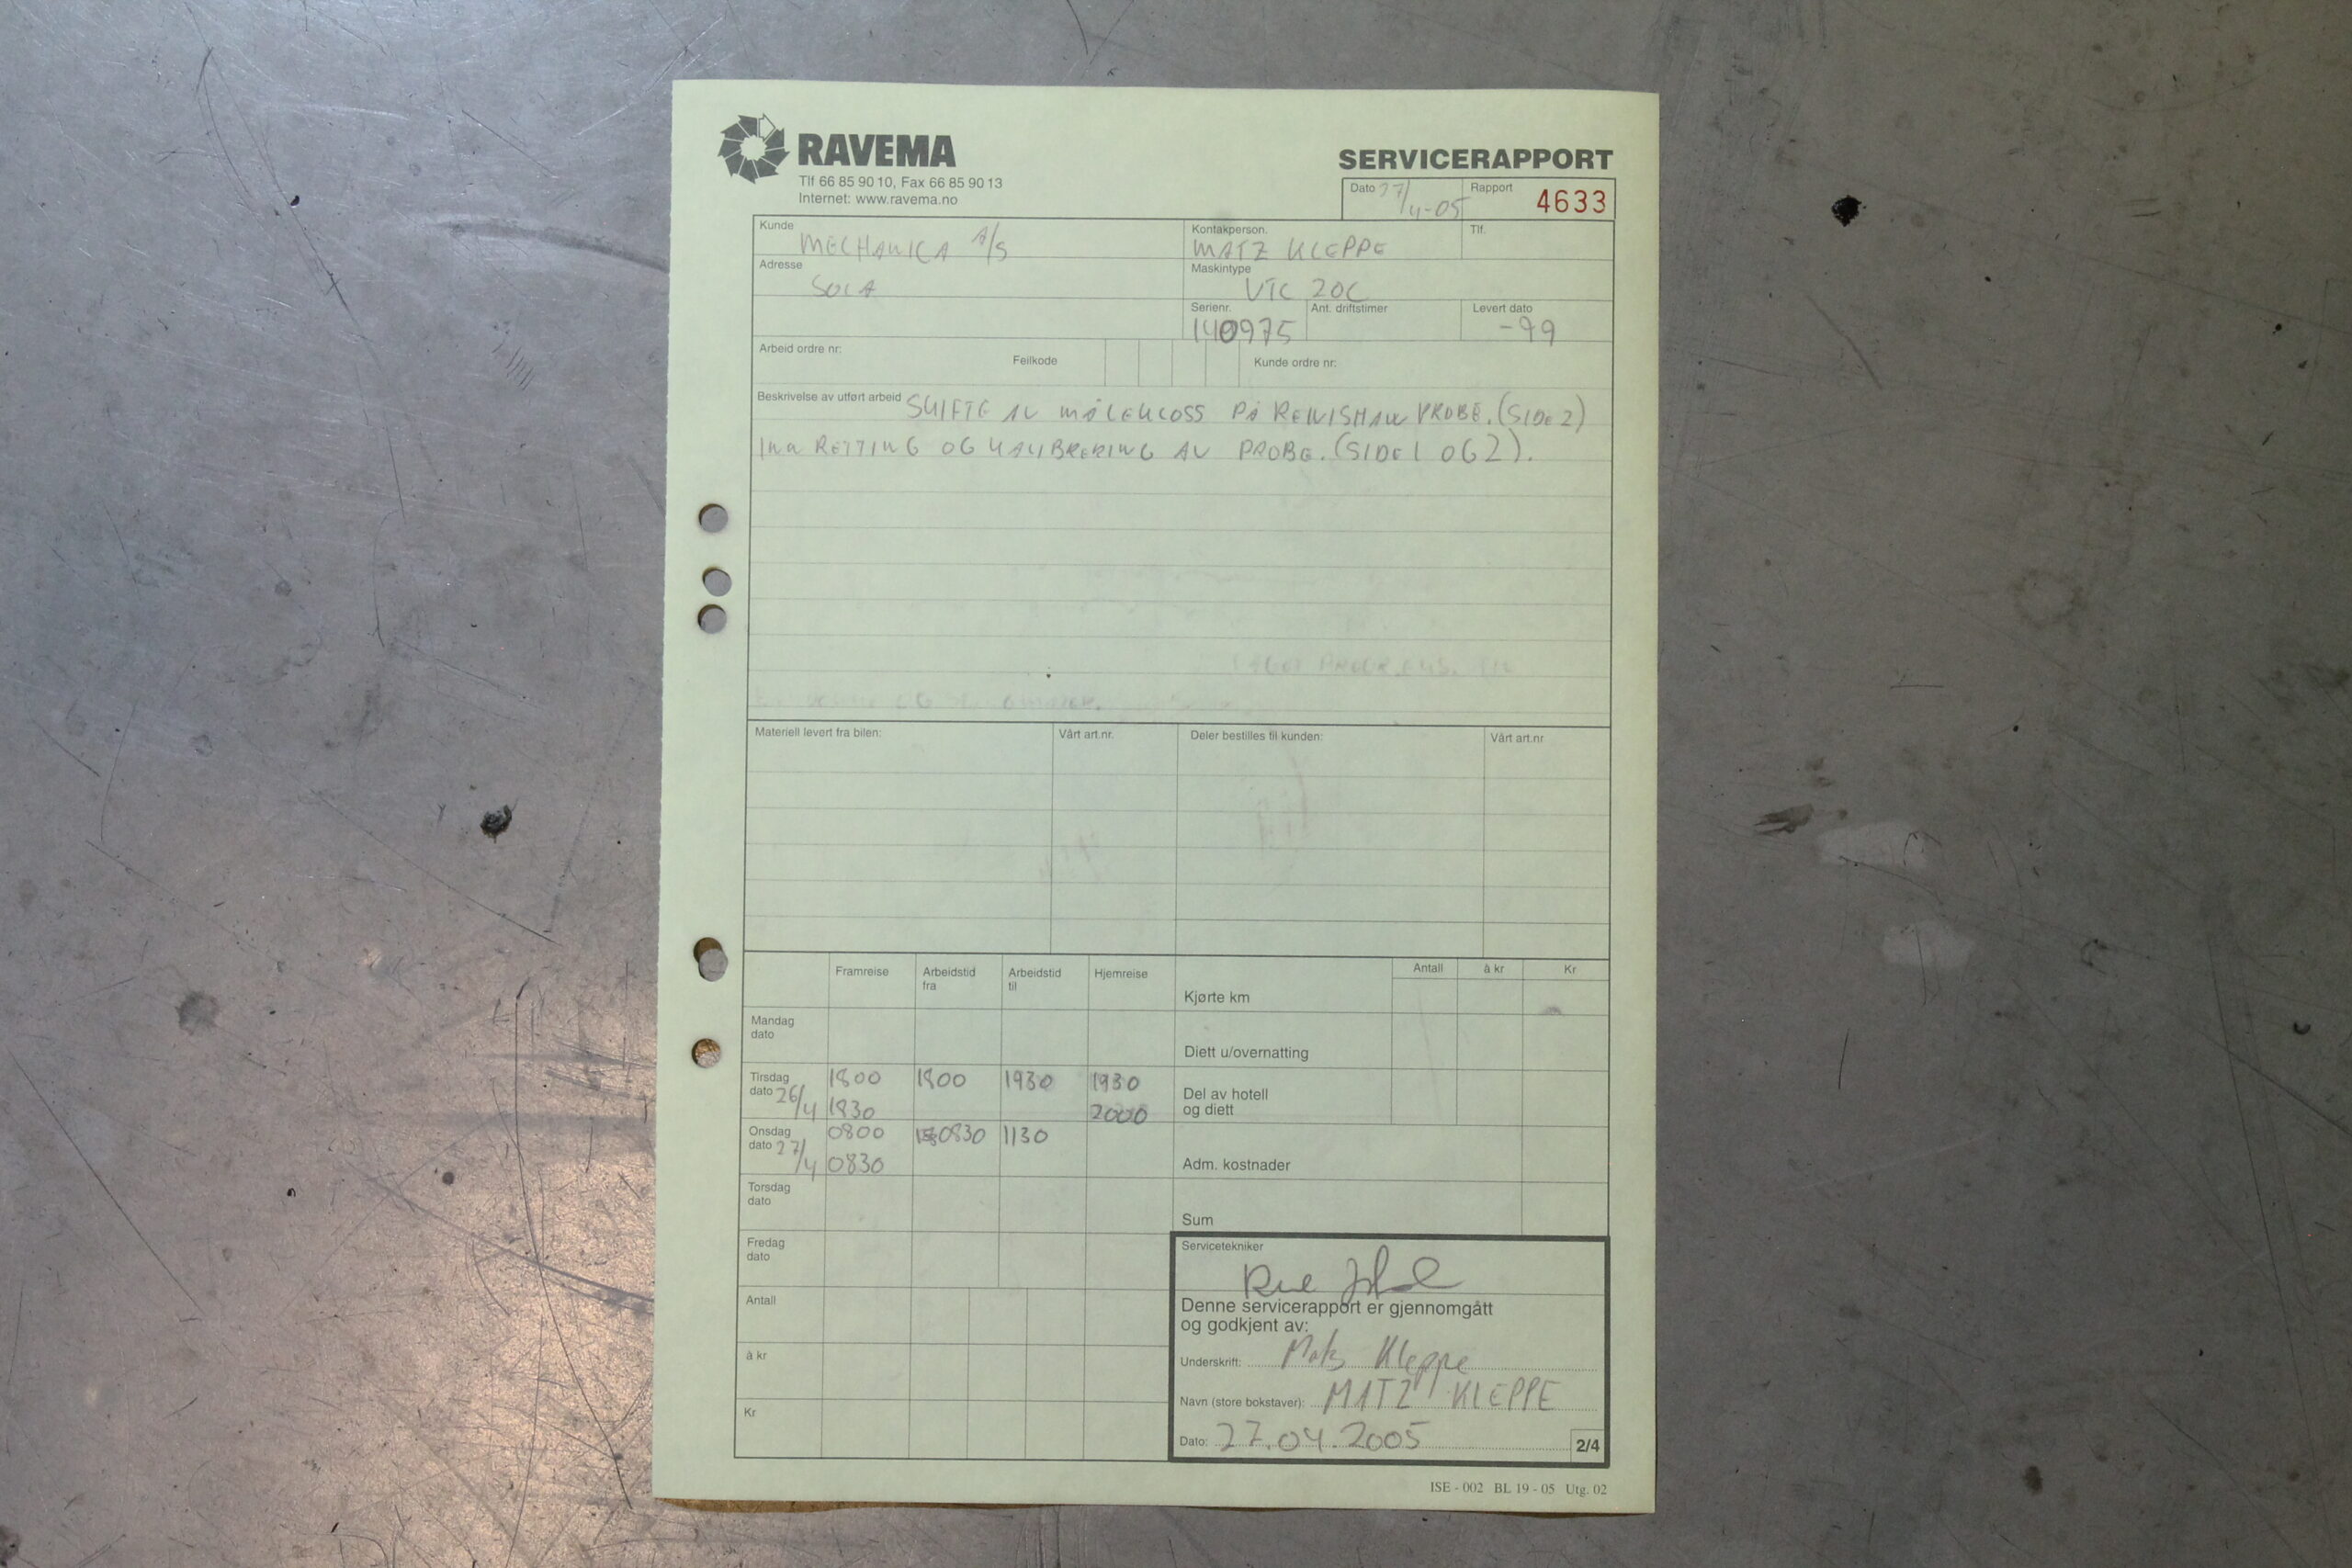 RAVEMA
Tlf 66 85 90 10, Fax 66 85 90 13
Internet: www.ravema.no
SERVICERAPPORT
Dato 27/4-05 Rapport 4633
Kunde MECHANICA A/S Kontakperson. MATZ KLEPPE Tlf.
Adresse SOLA Maskintype VTC 20C
Serienr. 140975 Ant. driftstimer Levert dato -99
Arbeid ordre nr: Feilkode Kunde ordre nr:
Beskrivelse av utført arbeid SKIFTE AV MÅLEKLOSS PÅ RENISHAW PROBE. (SIDE 2)
INN RETTING OG KALIBRERING AV PROBE. (SIDE 1 OG 2).
Materiell levert fra bilen: Vårt art.nr. Deler bestilles til kunden: Vårt art.nr
Framreise Arbeidstid fra Arbeidstid til Hjemreise Antall à kr Kr
Kjørte km
Mandag dato
Diett u/overnatting
Tirsdag dato 26/4 1800 1830 1800 1930 1930 2000
Del av hotell
og diett
Onsdag dato 27/4 0800 0830 0830 1130
Adm. kostnader
Torsdag dato
Sum
Fredag dato
Servicetekniker
Antall
Denne servicerapport er gjennomgått
og godkjent av:
à kr
Underskrift: Kleppe
Navn (store bokstaver): MATZ KLEPPE
Kr
Dato: 27.04.2005 2/4
ISE - 002 BL 19 - 05 Utg. 02